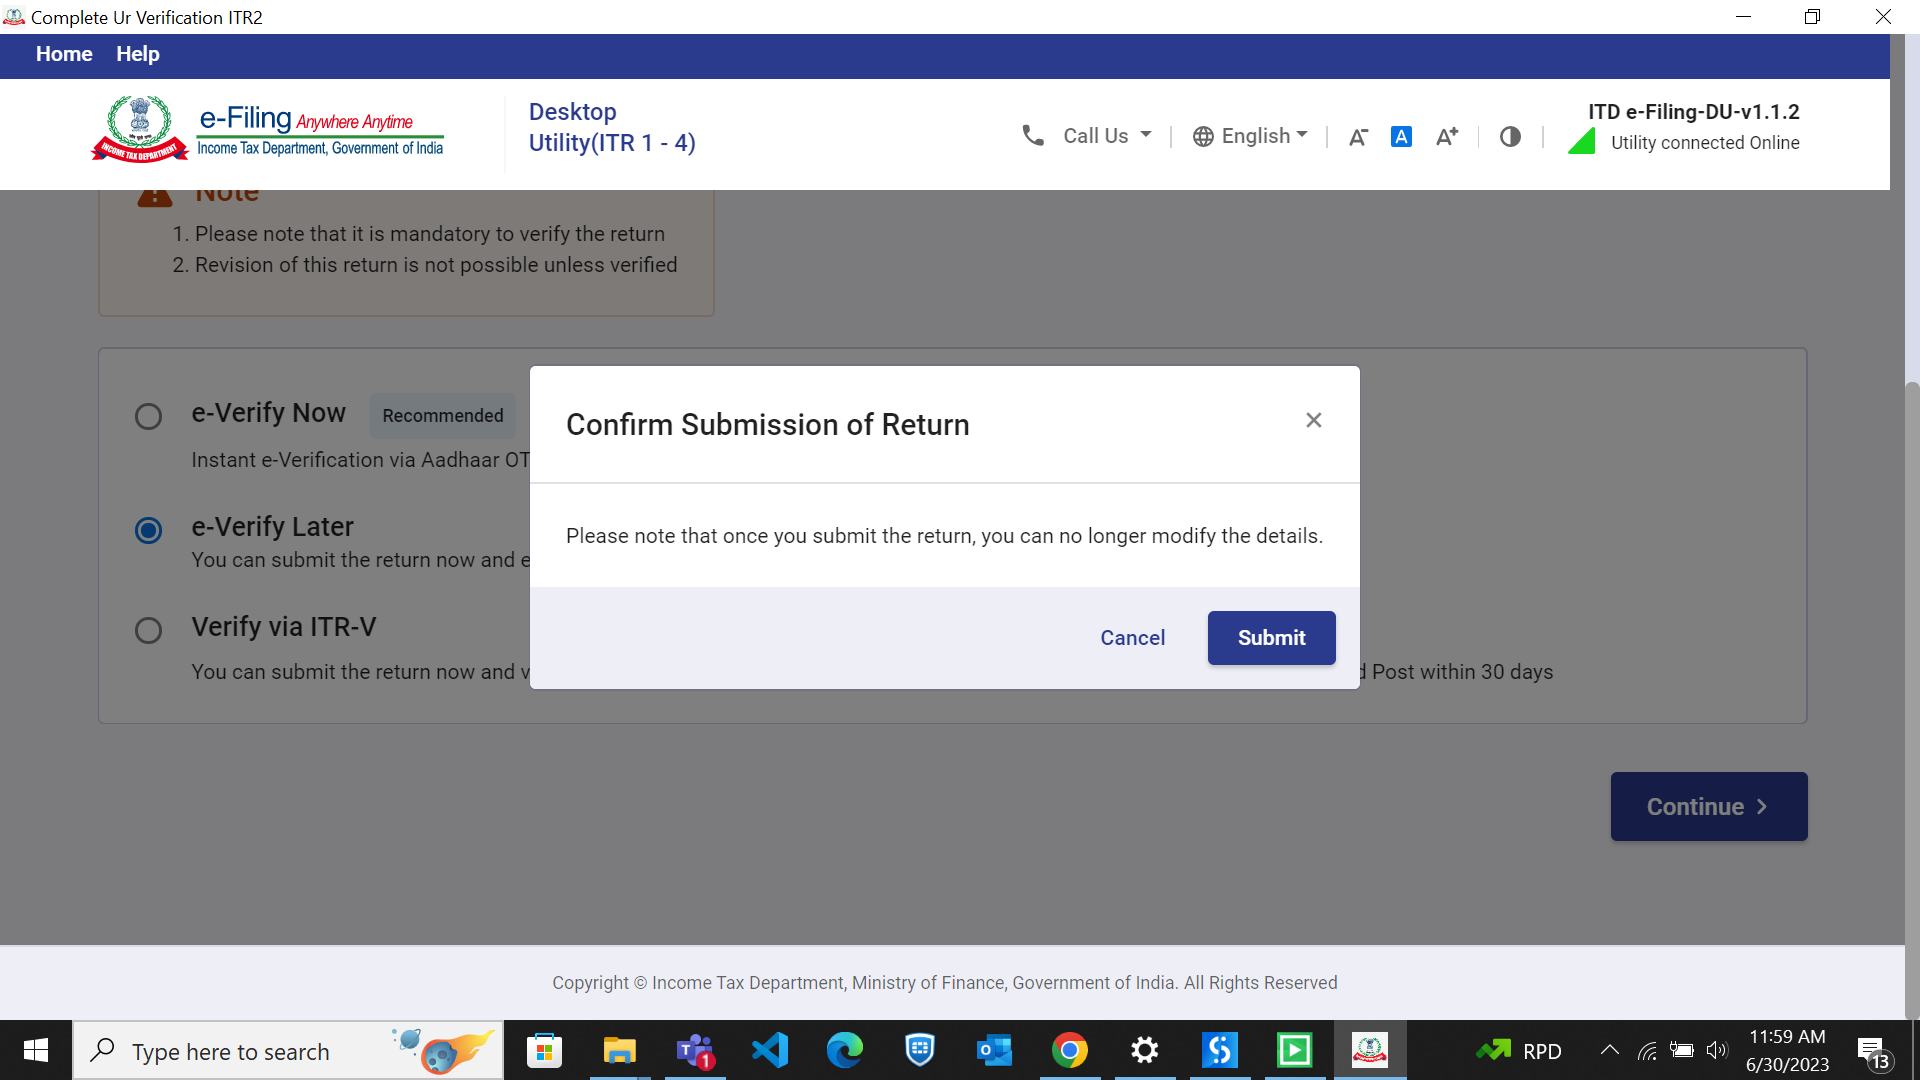 Complete Ur Verification ITR2
Home Help
e-Filing Anywhere Anytime
Income Tax Department, Government of India
INCOME TAX DEPARTMENT
Desktop
Utility(ITR 1 - 4)
Call Us
English
A-
A
A+
ITD e-Filing-DU-v1.1.2
Utility connected Online
Note
1. Please note that it is mandatory to verify the return
2. Revision of this return is not possible unless verified
e-Verify Now Recommended
Instant e-Verification via Aadhaar OT
e-Verify Later
You can submit the return now and e
Verify via ITR-V
You can submit the return now and v
d Post within 30 days
Confirm Submission of Return
×
Please note that once you submit the return, you can no longer modify the details.
Cancel Submit
Continue
Copyright © Income Tax Department, Ministry of Finance, Government of India. All Rights Reserved
Type here to search
1
RPD
11:59 AM
6/30/2023
13